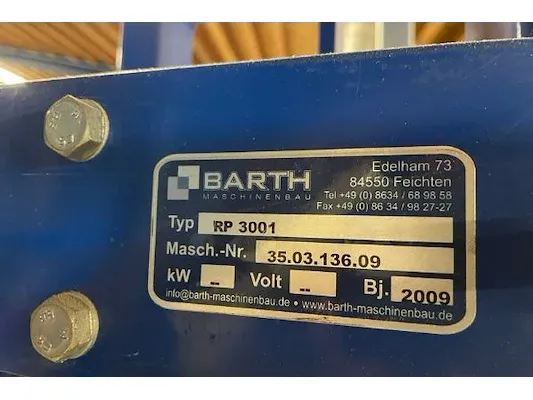 BARTH
MASCHINENBAU
Edelham 73
84550 Feichten
Tel +49 (0) 8634 / 68 98 58
Fax +49 (0) 86 34 / 98 27-27
Typ RP 3001
Masch.-Nr. 35.03.136.09
kW -- Volt -- Bj. 2009
info@barth-maschinenbau.de • www.barth-maschinenbau.de